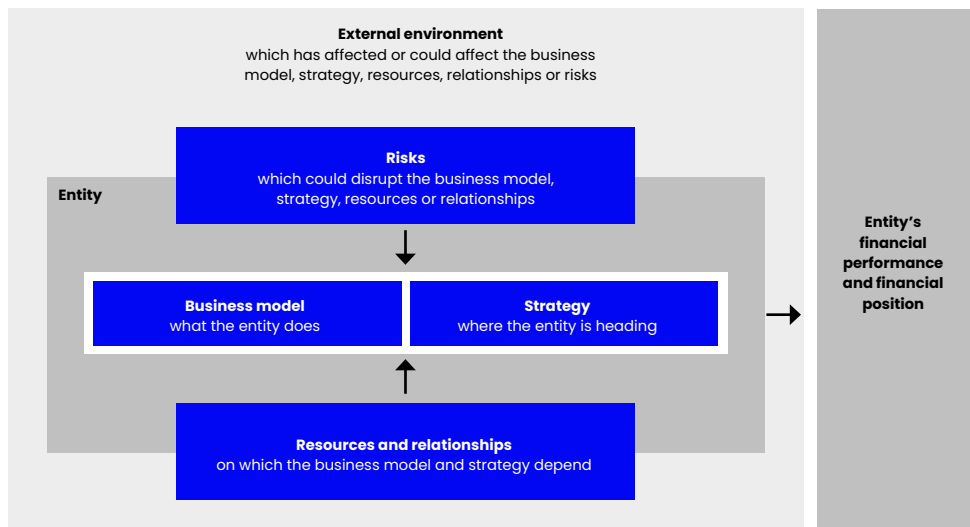 External environment
which has affected or could affect the business
model, strategy, resources, relationships or risks
Risks
which could disrupt the business model,
strategy, resources or relationships
Entity
Business model
what the entity does
Strategy
where the entity is heading
Resources and relationships
on which the business model and strategy depend
Entity’s
financial
performance
and financial
position